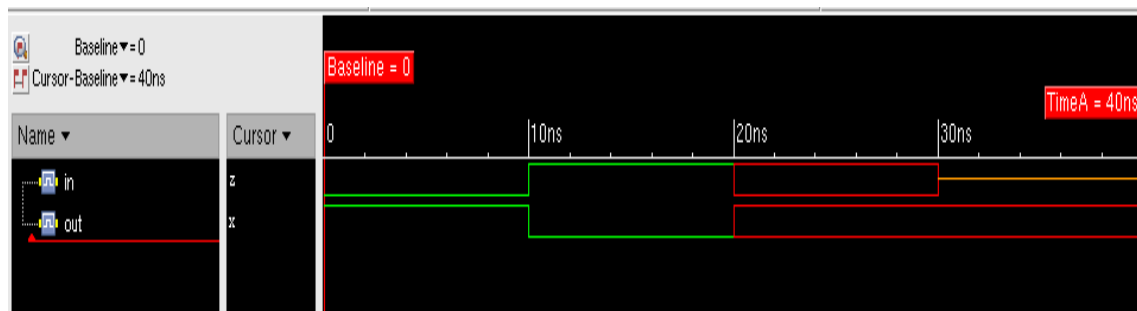 Baseline▼= 0
Cursor-Baseline▼= 40ns
Baseline = 0
TimeA = 40ns
Name ▼ Cursor ▼ 0 10ns 20ns 30ns
in z
out x